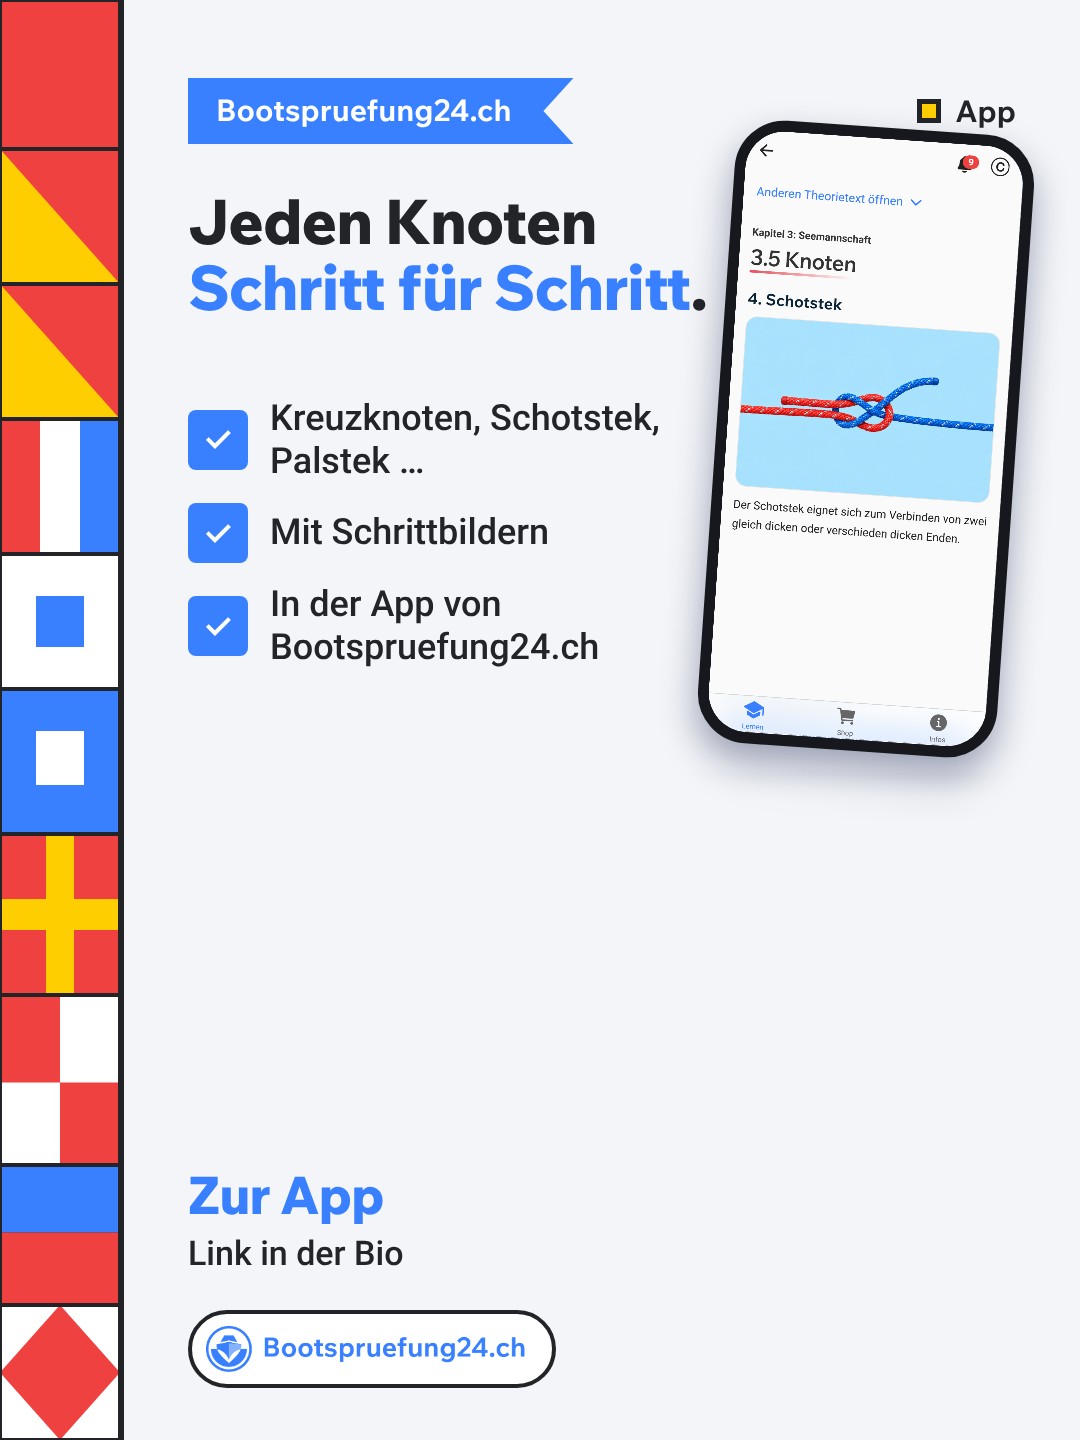 Bootspruefung24.ch
App
Jeden Knoten
Schritt für Schritt.
Kreuzknoten, Schotstek,
Palstek ...
Mit Schrittbildern
In der App von
Bootspruefung24.ch
9
Anderen Theorietext öffnen
Kapitel 3: Seemannschaft
3.5 Knoten
4. Schotstek
Der Schotstek eignet sich zum Verbinden von zwei
gleich dicken oder verschieden dicken Enden.
Lernen
Shop
Infos
Zur App
Link in der Bio
Bootspruefung24.ch